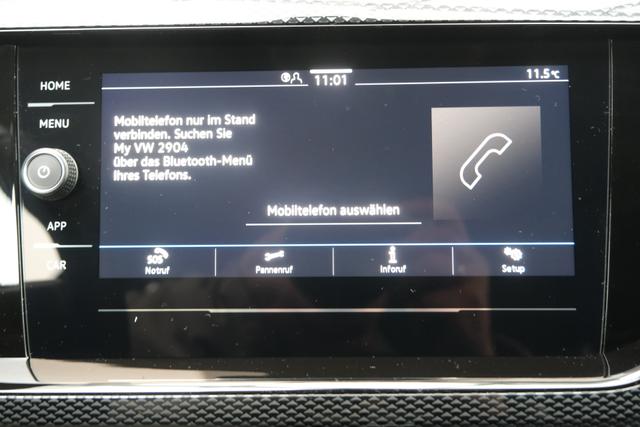 HOME
MENU
APP
CAR
11:01
11.5°C
Mobiltelefon nur im Stand
verbinden. Suchen Sie
My VW 2904
über das Bluetooth-Menü
Ihres Telefons.
Mobiltelefon auswählen
SOS
Notruf
Pannenruf
Inforuf
Setup